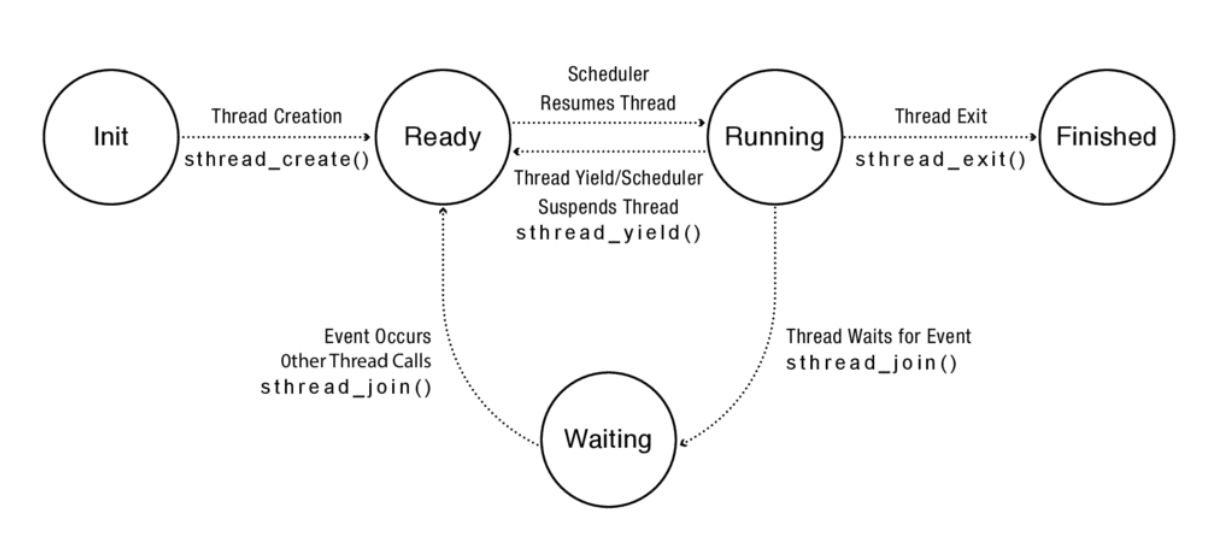 Init
Thread Creation
sthread_create()
Ready
Scheduler
Resumes Thread
Thread Yield/Scheduler
Suspends Thread
sthread_yield()
Running
Thread Exit
sthread_exit()
Finished
Event Occurs
Other Thread Calls
sthread_join()
Thread Waits for Event
sthread_join()
Waiting